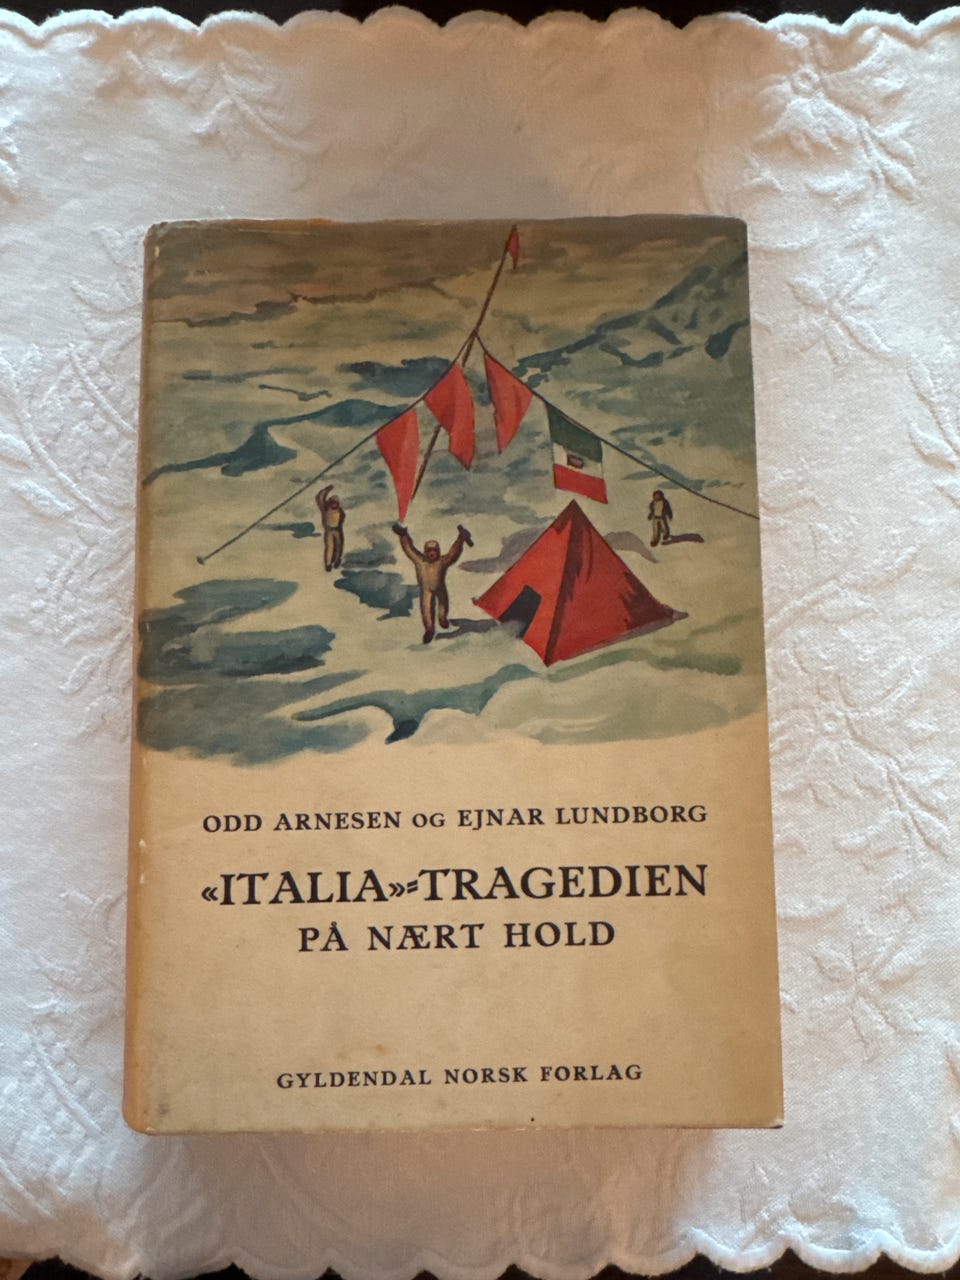 ODD ARNESEN OG EJNAR LUNDBORG
«ITALIA»-TRAGEDIEN
PÅ NÆRT HOLD
GYLDENDAL NORSK FORLAG